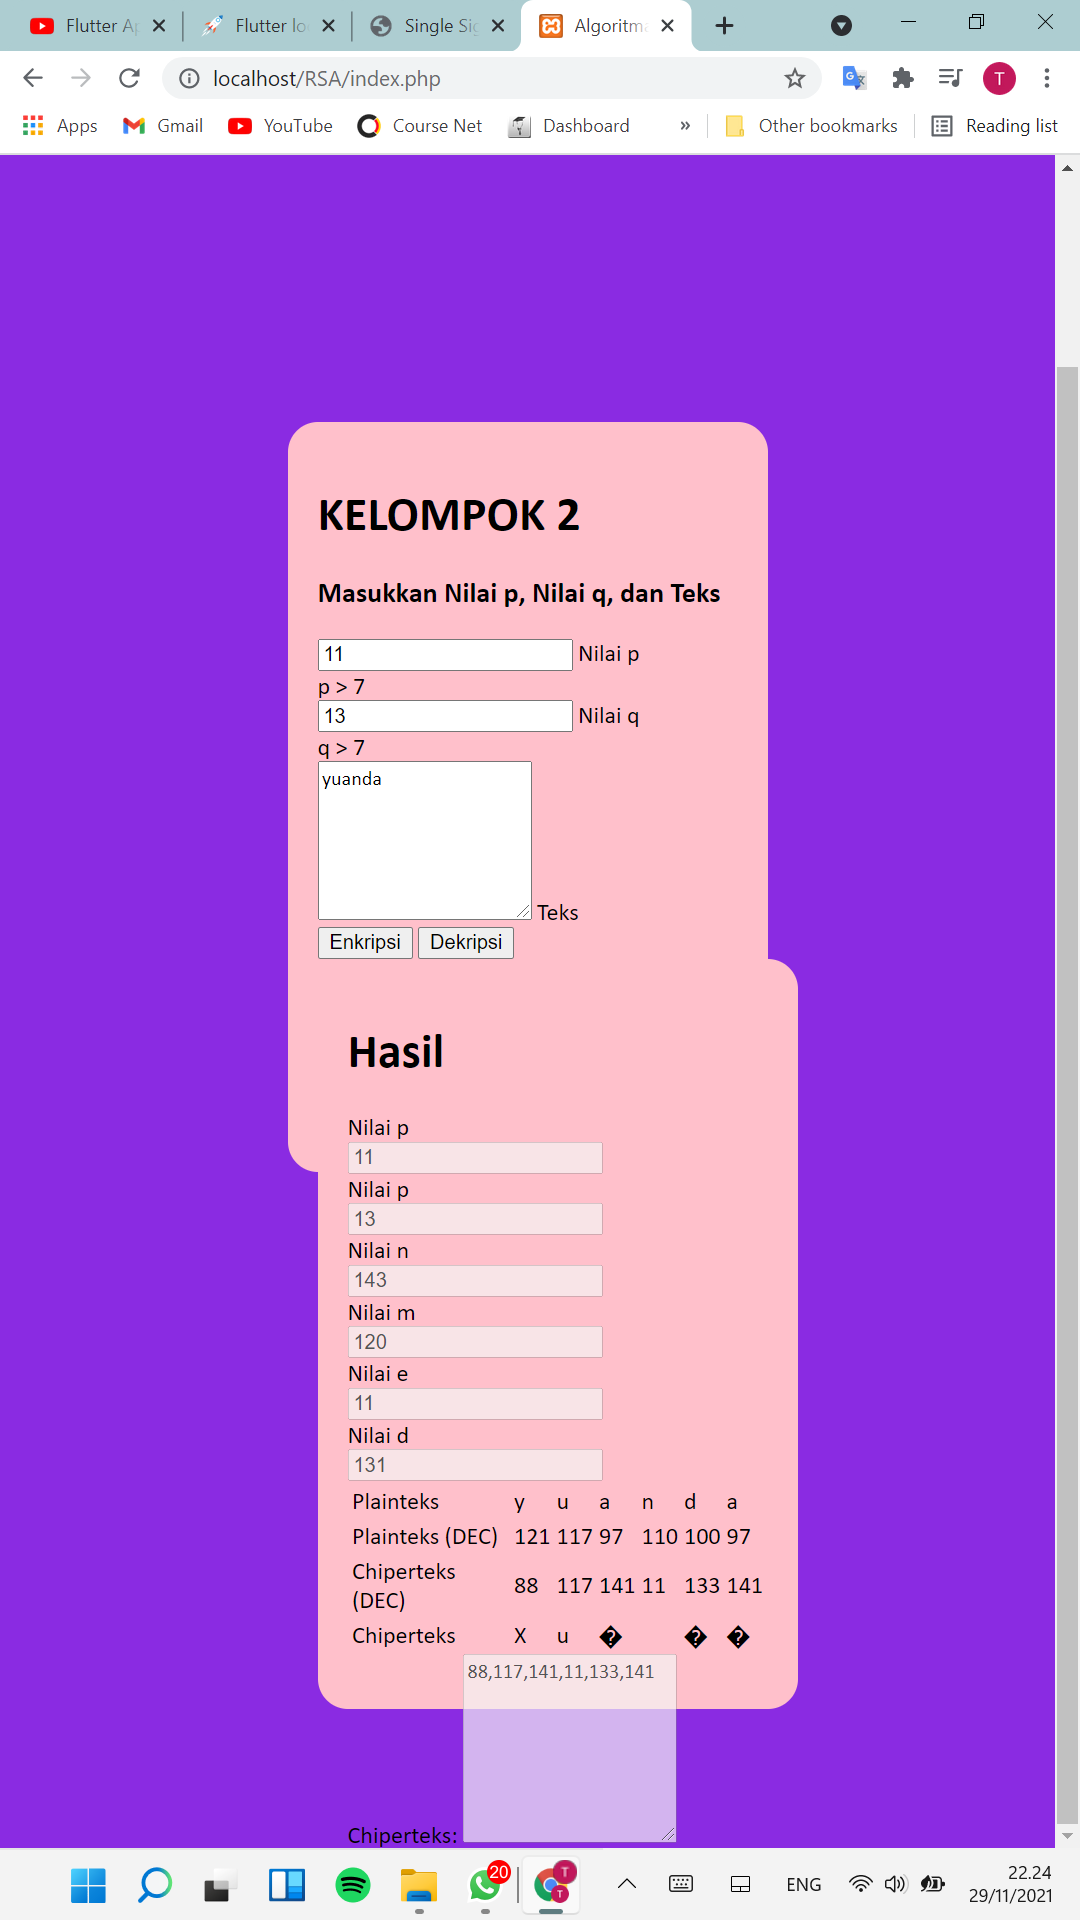 Flutter Ap
Flutter lo
Single Sig
Algoritma
localhost/RSA/index.php
T
Apps
Gmail
YouTube
Course Net
Dashboard
»
Other bookmarks
Reading list
KELOMPOK 2
Masukkan Nilai p, Nilai q, dan Teks
11 Nilai p
p > 7
13 Nilai q
q > 7
yuanda
Teks
Enkripsi Dekripsi
Hasil
Nilai p
11
Nilai p
13
Nilai n
143
Nilai m
120
Nilai e
11
Nilai d
131
Plainteks y u a n d a
Plainteks (DEC) 121 117 97 110 100 97
Chiperteks (DEC) 88 117 141 11 133 141
Chiperteks X u � � �
88,117,141,11,133,141
Chiperteks:
20
T
T
ENG
22.24
29/11/2021